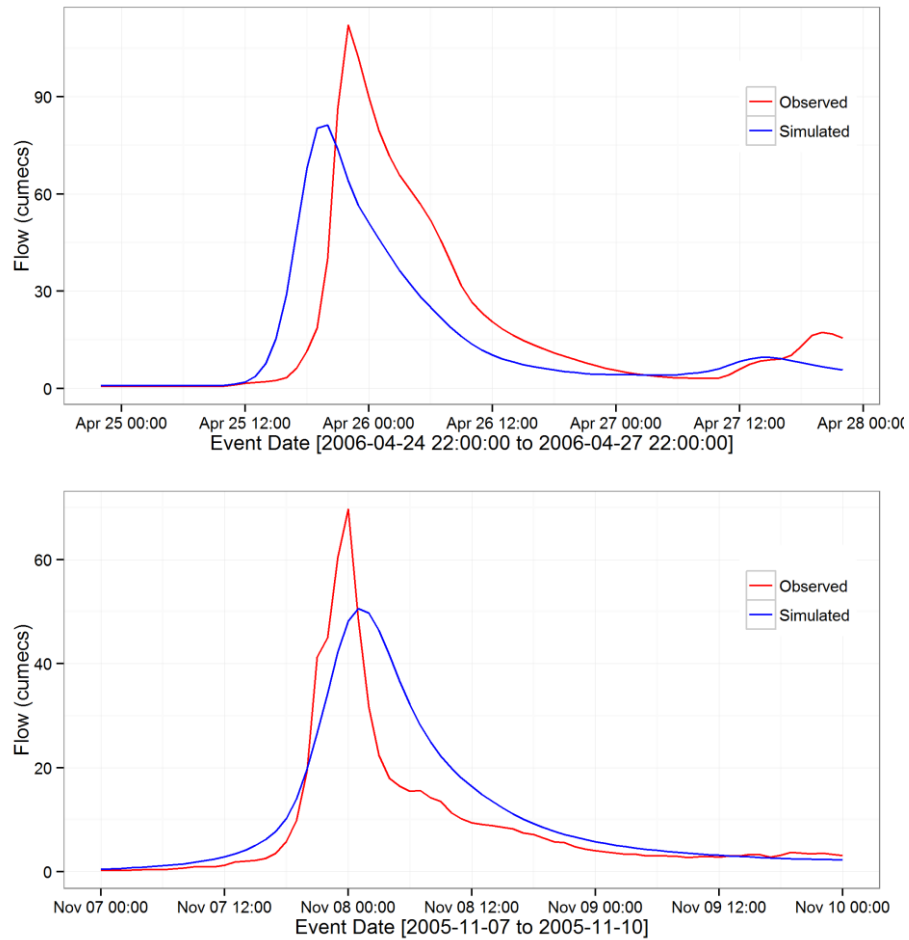 90
60
30
0
Flow (cumecs)
Observed
Simulated
Apr 25 00:00 Apr 25 12:00 Apr 26 00:00 Apr 26 12:00 Apr 27 00:00 Apr 27 12:00 Apr 28 00:00
Event Date [2006-04-24 22:00:00 to 2006-04-27 22:00:00]
60
40
20
0
Flow (cumecs)
Observed
Simulated
Nov 07 00:00 Nov 07 12:00 Nov 08 00:00 Nov 08 12:00 Nov 09 00:00 Nov 09 12:00 Nov 10 00:00
Event Date [2005-11-07 to 2005-11-10]